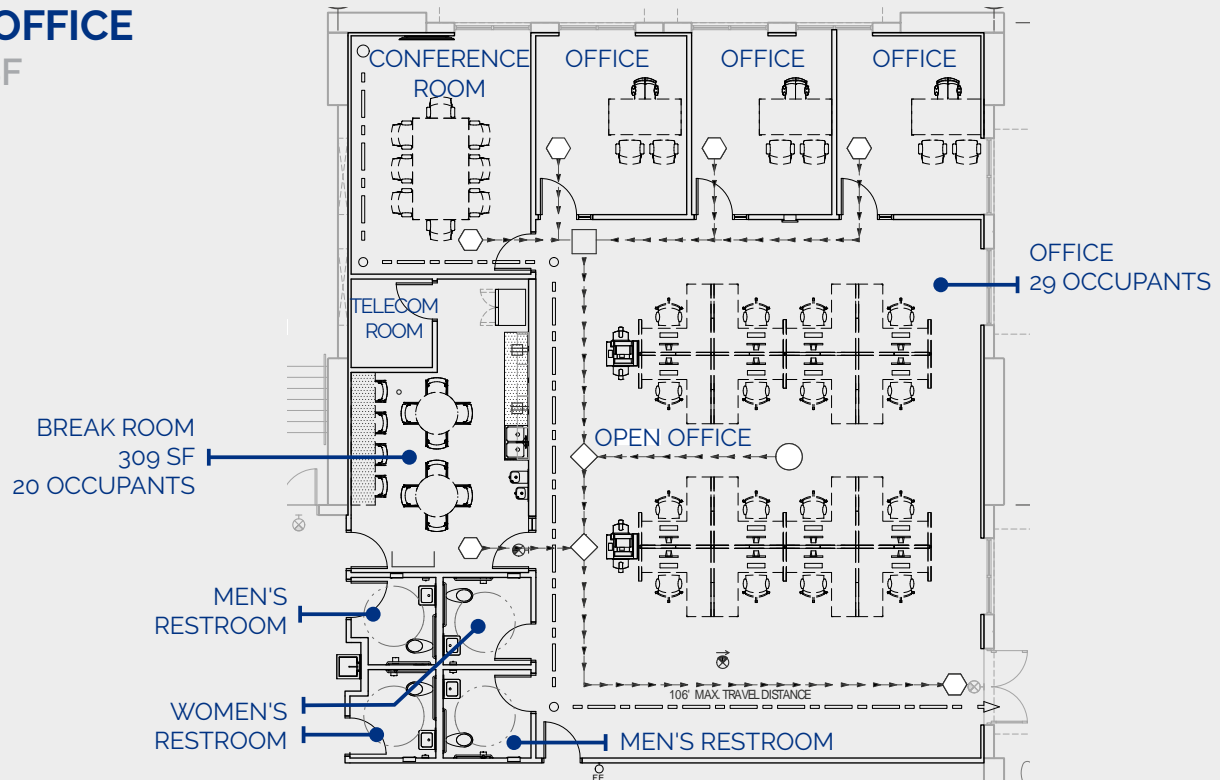 OFFICE
F
CONFERENCE
ROOM
OFFICE
OFFICE
OFFICE
OFFICE
29 OCCUPANTS
TELECOM
ROOM
BREAK ROOM
309 SF
20 OCCUPANTS
OPEN OFFICE
MEN'S
RESTROOM
WOMEN'S
RESTROOM
106' MAX. TRAVEL DISTANCE
MEN'S RESTROOM
FE